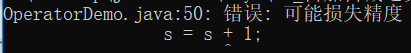 OperatorDemo.java:50: 错误: 可能损失精度
s = s + 1;